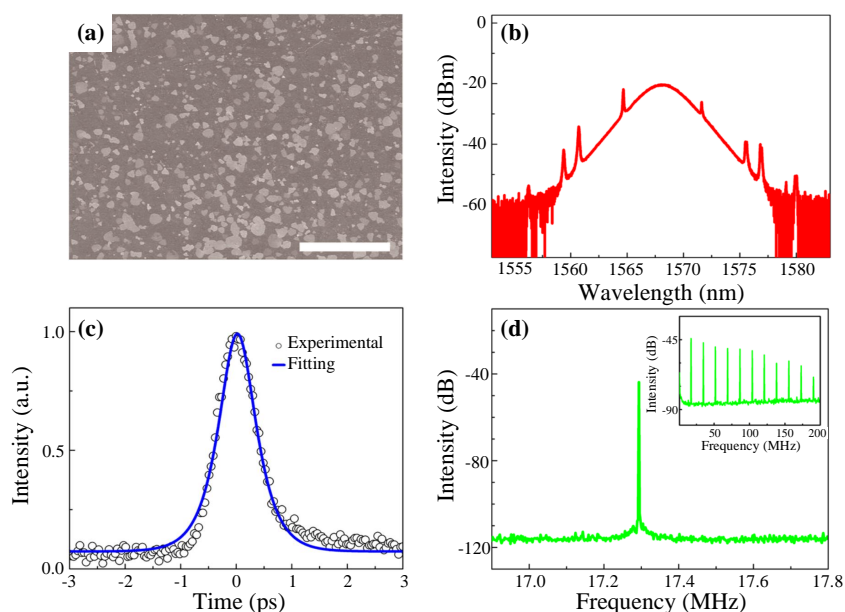 (a)
(b)
0
-20
-40
-60
Intensity (dBm)
1555 1560 1565 1570 1575 1580
Wavelength (nm)
(c)
1.0
0.5
0.0
Intensity (a.u.)
Experimental
Fitting
-3 -2 -1 0 1 2 3
Time (ps)
(d)
-40
-80
-120
Intensity (dB)
17.0 17.2 17.4 17.6 17.8
Frequency (MHz)
-45
-90
Intensity (dB)
50 100 150 200
Frequency (MHz)